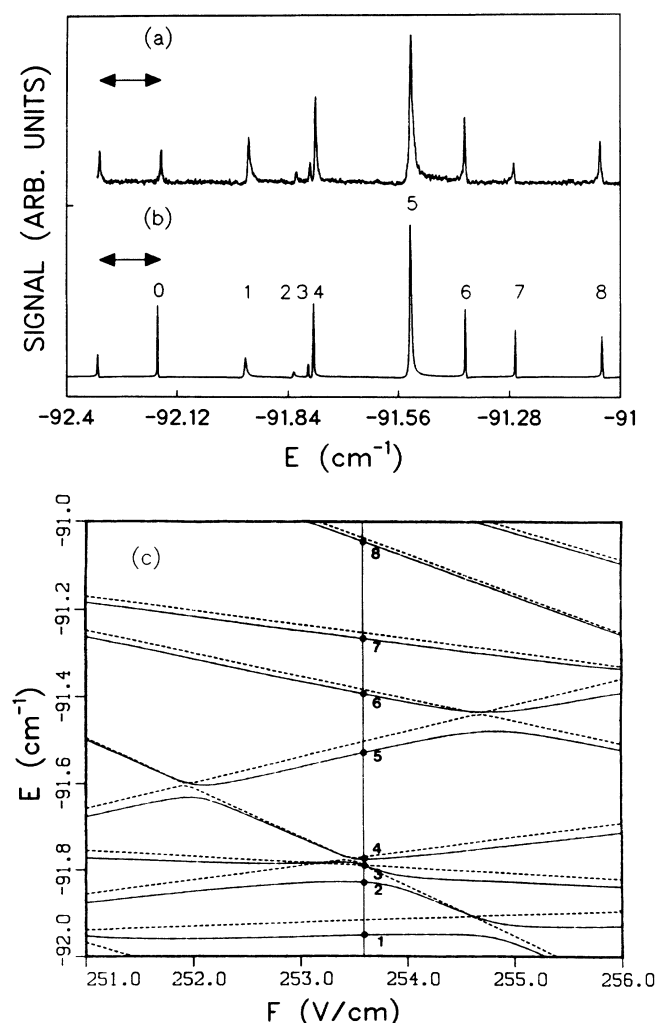 (a)
SIGNAL (ARB. UNITS)
5
(b)
0 1 2 3 4 6 7 8
−92.4 −92.12 −91.84 −91.56 −91.28 −91
E (cm⁻¹)
(c)
−91.0
−91.2
−91.4
−91.6
−91.8
−92.0
E (cm⁻¹)
8
7
6
5
4
3
2
1
251.0 252.0 253.0 254.0 255.0 256.0
F (V/cm)